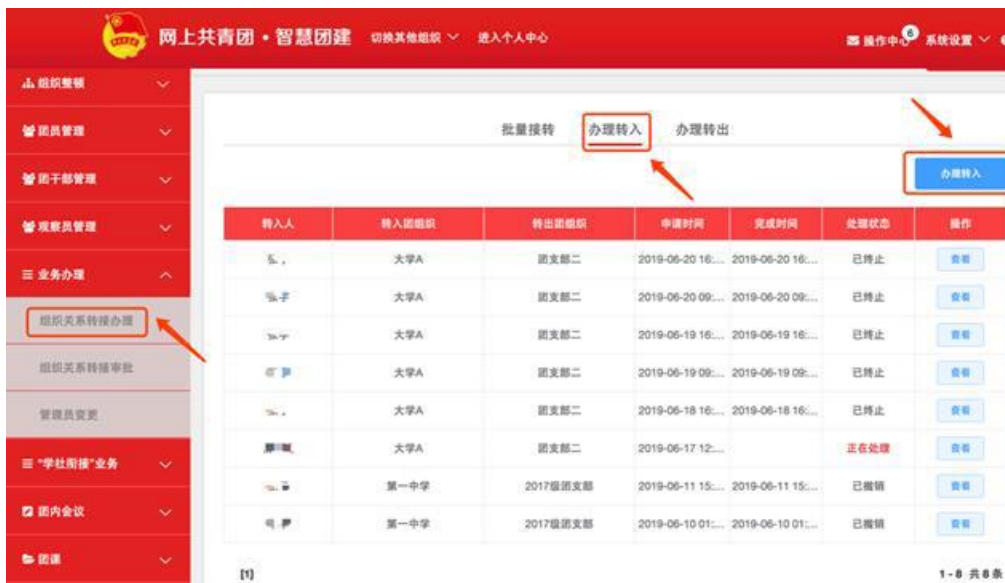 网上共青团·智慧团建 切换其他组织 进入个人中心 操作中心 6 系统设置
组织整顿
团员管理
团干部管理
观察员管理
业务办理
组织关系转接办理
组织关系转接审批
管理员变更
"学社衔接"业务
团内会议
团课
批量接转 办理转入 办理转出
办理转入
转入人 转入团组织 转出团组织 申请时间 完成时间 处理状态 操作
大学A 团支部二 2019-06-20 16:... 2019-06-20 16:... 已终止 查看
大学A 团支部二 2019-06-20 09:... 2019-06-20 09:... 已终止 查看
大学A 团支部二 2019-06-19 16:... 2019-06-19 16:... 已终止 查看
大学A 团支部二 2019-06-19 09:... 2019-06-19 09:... 已终止 查看
大学A 团支部二 2019-06-18 16:... 2019-06-18 16:... 已终止 查看
大学A 团支部二 2019-06-17 12:... 正在处理 查看
第一中学 2017级团支部 2019-06-11 15:... 2019-06-11 15:... 已撤销 查看
第一中学 2017级团支部 2019-06-10 01:... 2019-06-10 01:... 已撤销 查看
[1] 1-8 共8条